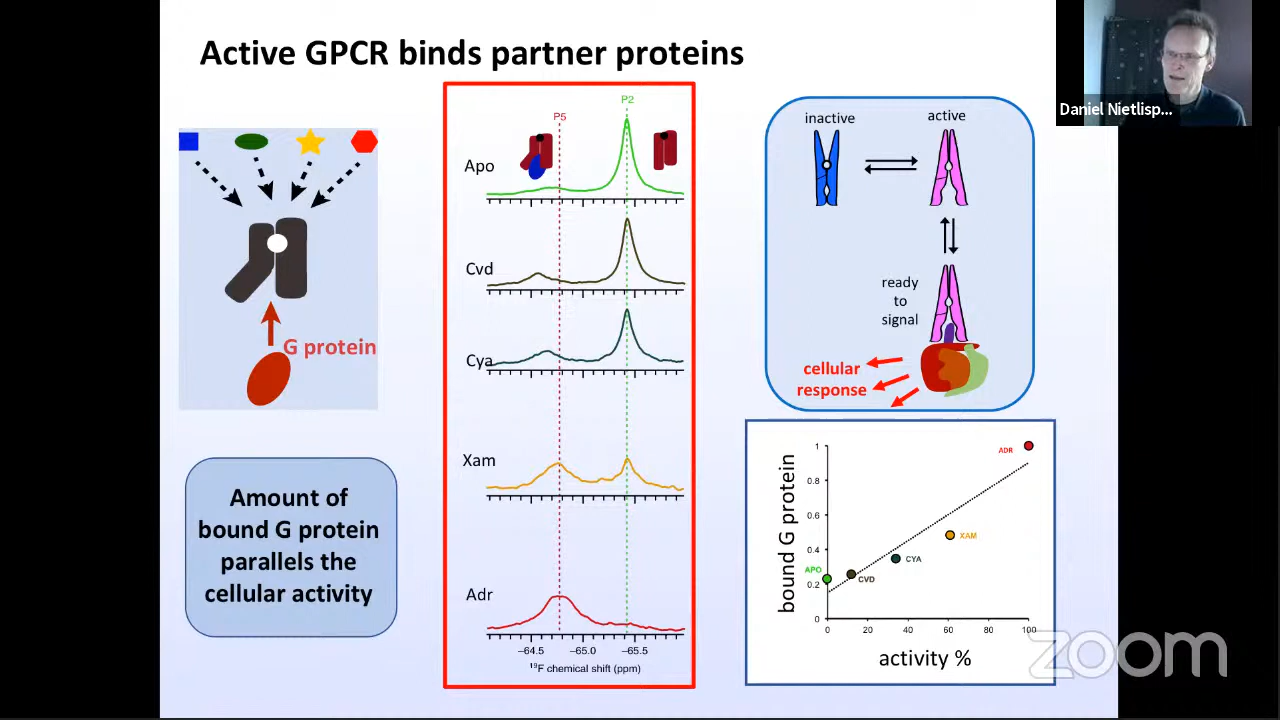 Active GPCR binds partner proteins
Daniel Nietlisp...
G protein
Amount of
bound G protein
parallels the
cellular activity
P5
P2
Apo
Cvd
Cya
Xam
Adr
−64.5 −65.0 −65.5
¹⁹F chemical shift (ppm)
inactive
active
ready
to
signal
cellular
response
bound G protein
1
0.8
0.6
0.4
0.2
0
ADR
XAM
CYA
APO
CVD
0 20 40 60 80 100
activity %
zoom